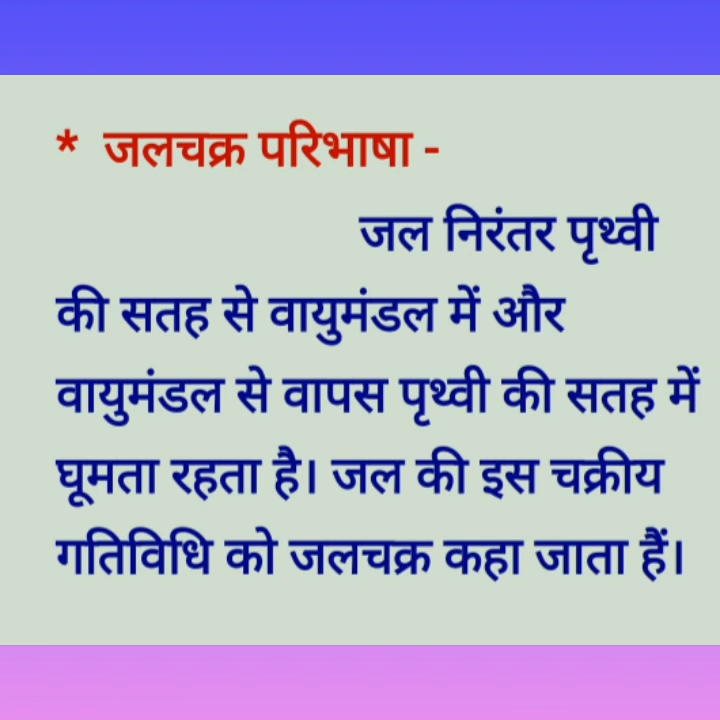 * जलचक्र परिभाषा -
जल निरंतर पृथ्वी
की सतह से वायुमंडल में और
वायुमंडल से वापस पृथ्वी की सतह में
घूमता रहता है। जल की इस चक्रीय
गतिविधि को जलचक्र कहा जाता हैं।